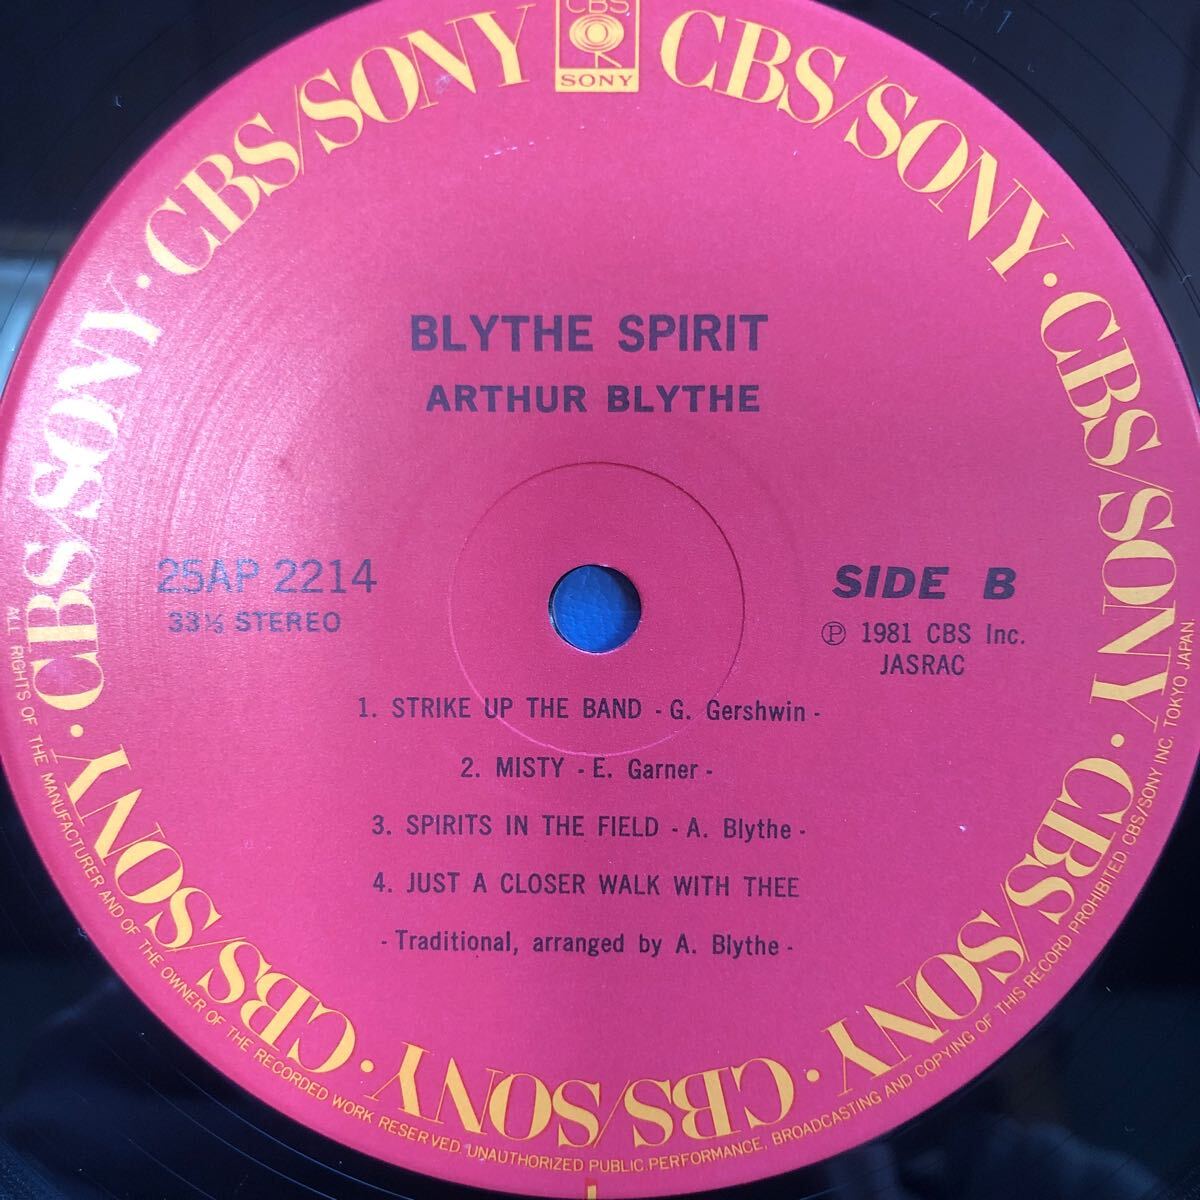 CBS
SONY
CBS/SONY · CBS/SONY · CBS/SONY · CBS/SONY · CBS/SONY · CBS/SONY · CBS/SONY · CBS/SONY
BLYTHE SPIRIT
ARTHUR BLYTHE
25AP 2214
33⅓ STEREO
SIDE B
Ⓟ 1981 CBS Inc.
JASRAC
1. STRIKE UP THE BAND - G. Gershwin -
2. MISTY - E. Garner -
3. SPIRITS IN THE FIELD - A. Blythe -
4. JUST A CLOSER WALK WITH THEE
- Traditional, arranged by A. Blythe -
ALL RIGHTS OF THE MANUFACTURER AND OF THE OWNER OF THE RECORDED WORK RESERVED. UNAUTHORIZED PUBLIC PERFORMANCE, BROADCASTING AND COPYING OF THIS RECORD PROHIBITED. CBS/SONY INC. TOKYO JAPAN.